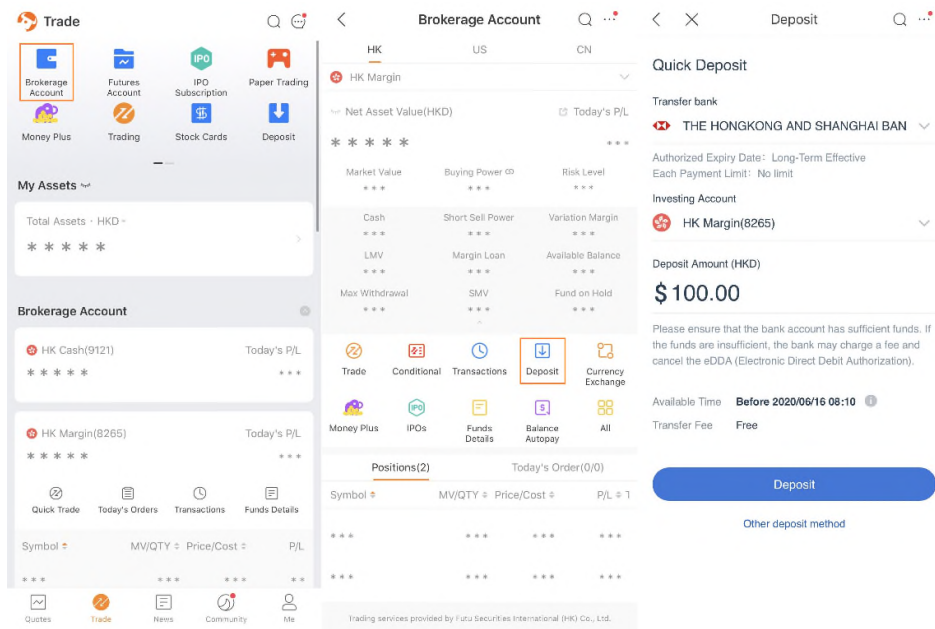 Trade
Brokerage Account
Futures Account
IPO
IPO Subscription
Paper Trading
Money Plus
Trading
Stock Cards
Deposit
My Assets
Total Assets · HKD
* * * * *
Brokerage Account
HK Cash(9121) Today's P/L
* * * * * * * *
HK Margin(8265) Today's P/L
* * * * * * * *
Quick Trade Today's Orders Transactions Funds Details
Symbol MV/QTY Price/Cost P/L
* * * * * * * * * * *
Quotes Trade News Community Me
Brokerage Account
HK US CN
HK Margin
Net Asset Value(HKD) Today's P/L
* * * * * * * *
Market Value Buying Power Risk Level
* * * * * * * * *
Cash Short Sell Power Variation Margin
* * * * * * * * *
LMV Margin Loan Available Balance
* * * * * * * * *
Max Withdrawal SMV Fund on Hold
* * * * * * * * *
Trade
Conditional
Transactions
Deposit
Currency Exchange
IPO
Money Plus
IPOs
Funds Details
Balance Autopay
All
Positions(2) Today's Order(0/0)
Symbol MV/QTY Price/Cost P/L T
* * * * * * * * * * * *
* * * * * * * * * * * *
Trading services provided by Futu Securities International (HK) Co., Ltd.
Deposit
Quick Deposit
Transfer bank
THE HONGKONG AND SHANGHAI BAN
Authorized Expiry Date: Long-Term Effective
Each Payment Limit: No limit
Investing Account
HK Margin(8265)
Deposit Amount (HKD)
$100.00
Please ensure that the bank account has sufficient funds. If
the funds are insufficient, the bank may charge a fee and
cancel the eDDA (Electronic Direct Debit Authorization).
Available Time Before 2020/06/16 08:10
Transfer Fee Free
Deposit
Other deposit method